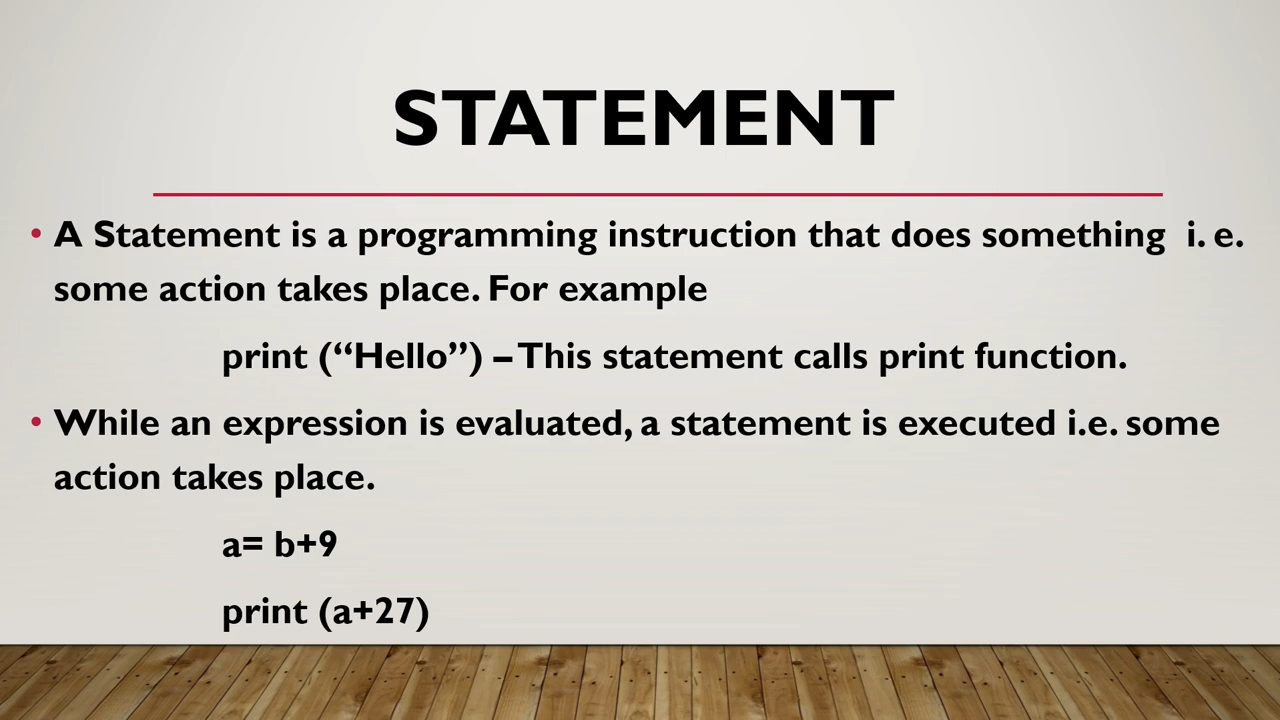 STATEMENT
• A Statement is a programming instruction that does something i. e.
some action takes place. For example
print (“Hello”) – This statement calls print function.
• While an expression is evaluated, a statement is executed i.e. some
action takes place.
a= b+9
print (a+27)